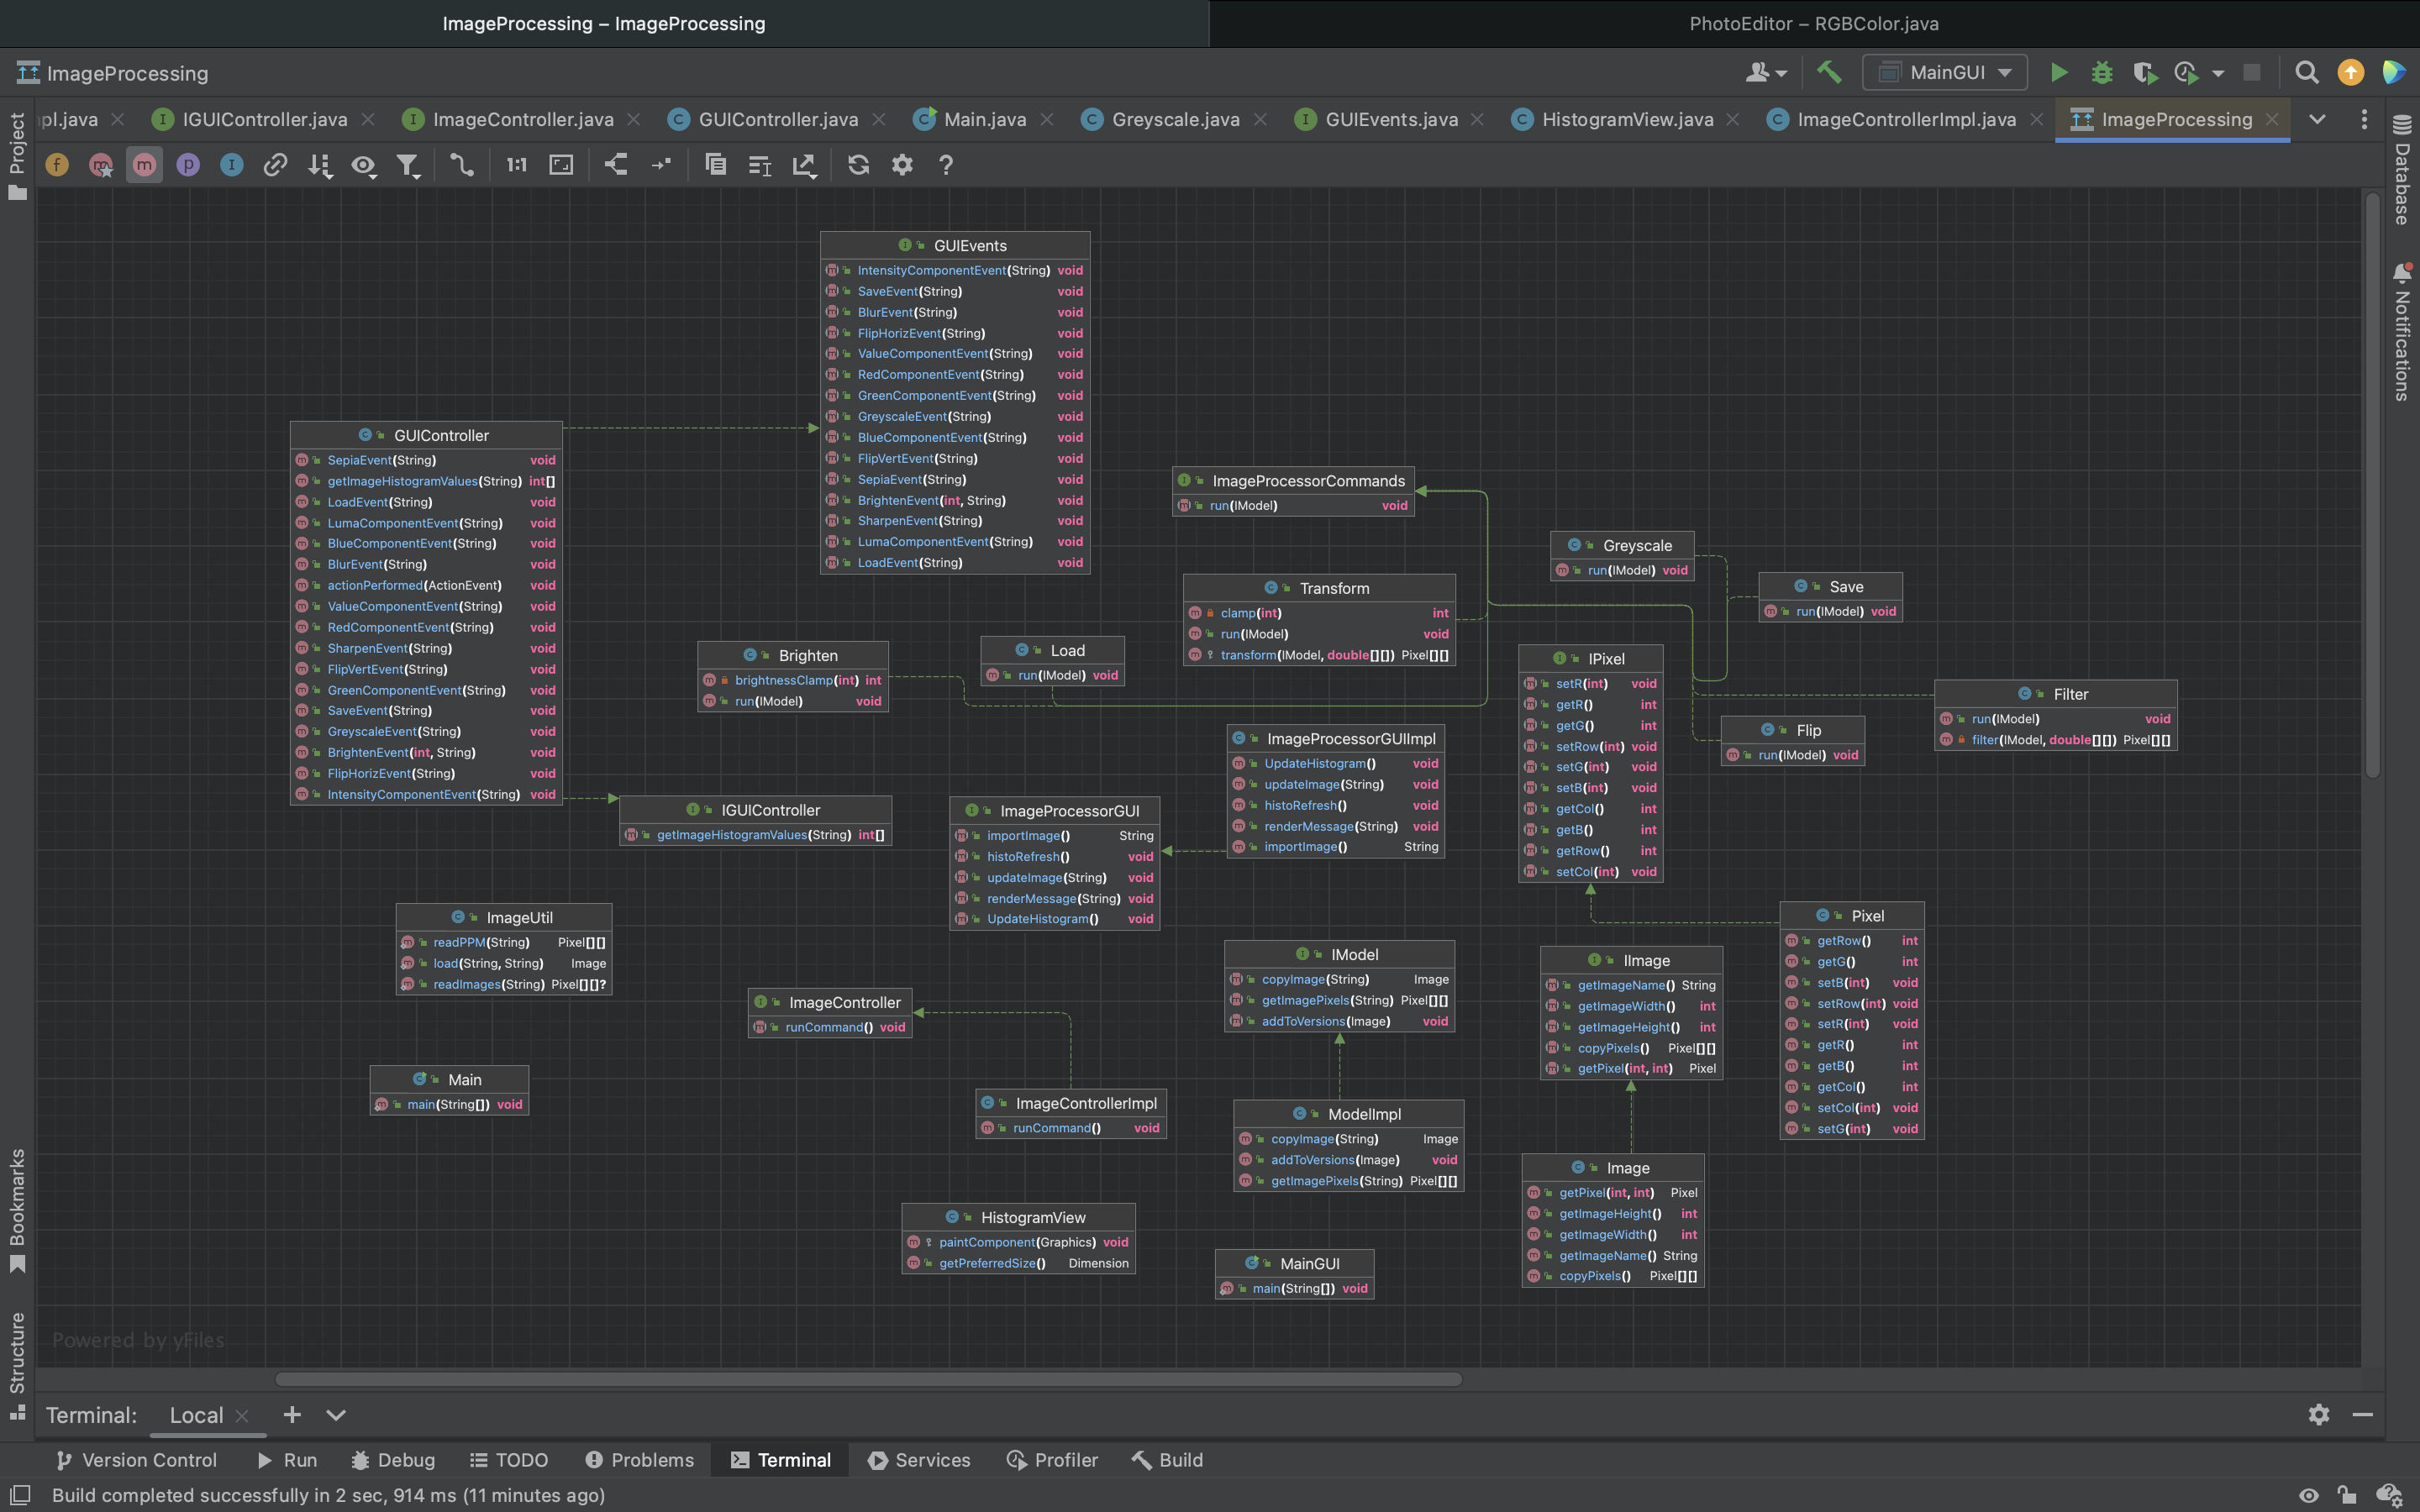 ImageProcessing – ImageProcessing
PhotoEditor – RGBColor.java
ImageProcessing
MainGUI
pl.java
IGUIController.java
ImageController.java
GUIController.java
Main.java
Greyscale.java
GUIEvents.java
HistogramView.java
ImageControllerImpl.java
ImageProcessing
Project
Database
Notifications
GUIEvents
IntensityComponentEvent(String) void
SaveEvent(String) void
BlurEvent(String) void
FlipHorizEvent(String) void
ValueComponentEvent(String) void
RedComponentEvent(String) void
GreenComponentEvent(String) void
GreyscaleEvent(String) void
BlueComponentEvent(String) void
FlipVertEvent(String) void
SepiaEvent(String) void
BrightenEvent(int, String) void
SharpenEvent(String) void
LumaComponentEvent(String) void
LoadEvent(String) void
GUIController
SepiaEvent(String) void
getImageHistogramValues(String) int[]
LoadEvent(String) void
LumaComponentEvent(String) void
BlueComponentEvent(String) void
BlurEvent(String) void
actionPerformed(ActionEvent) void
ValueComponentEvent(String) void
RedComponentEvent(String) void
SharpenEvent(String) void
FlipVertEvent(String) void
GreenComponentEvent(String) void
SaveEvent(String) void
GreyscaleEvent(String) void
BrightenEvent(int, String) void
FlipHorizEvent(String) void
IntensityComponentEvent(String) void
ImageProcessorCommands
run(IModel) void
Greyscale
run(IModel) void
Save
run(IModel) void
Transform
clamp(int) int
run(IModel) void
transform(IModel, double[][]) Pixel[][]
Brighten
brightnessClamp(int) int
run(IModel) void
Load
run(IModel) void
IPixel
setR(int) void
getR() int
getG() int
setRow(int) void
setG(int) void
setB(int) void
getCol() int
getB() int
getRow() int
setCol(int) void
Filter
run(IModel) void
filter(IModel, double[][]) Pixel[][]
Flip
run(IModel) void
ImageProcessorGUIImpl
UpdateHistogram() void
updateImage(String) void
histoRefresh() void
renderMessage(String) void
importImage() String
IGUIController
getImageHistogramValues(String) int[]
ImageProcessorGUI
importImage() String
histoRefresh() void
updateImage(String) void
renderMessage(String) void
UpdateHistogram() void
ImageUtil
readPPM(String) Pixel[][]
load(String, String) Image
readImages(String) Pixel[][]?
Pixel
getRow() int
getG() int
setB(int) void
setRow(int) void
setR(int) void
getR() int
getB() int
getCol() int
setCol(int) void
setG(int) void
IModel
copyImage(String) Image
getImagePixels(String) Pixel[][]
addToVersions(Image) void
IImage
getImageName() String
getImageWidth() int
getImageHeight() int
copyPixels() Pixel[][]
getPixel(int, int) Pixel
ImageController
runCommand() void
Main
main(String[]) void
ImageControllerImpl
runCommand() void
ModelImpl
copyImage(String) Image
addToVersions(Image) void
getImagePixels(String) Pixel[][]
Image
getPixel(int, int) Pixel
getImageHeight() int
getImageWidth() int
getImageName() String
copyPixels() Pixel[][]
HistogramView
paintComponent(Graphics) void
getPreferredSize() Dimension
MainGUI
main(String[]) void
Bookmarks
Structure
Powered by yFiles
Terminal:
Local
Version Control
Run
Debug
TODO
Problems
Terminal
Services
Profiler
Build
Build completed successfully in 2 sec, 914 ms (11 minutes ago)